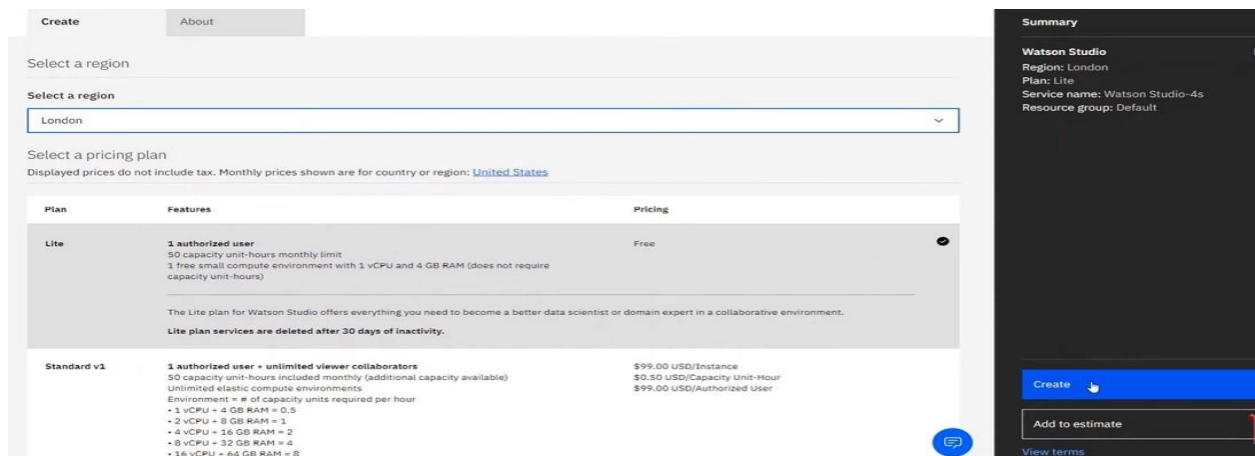 Create
About
Select a region
Select a region
London
Select a pricing plan
Displayed prices do not include tax. Monthly prices shown are for country or region: United States
Plan
Features
Pricing
Lite
1 authorized user
50 capacity unit-hours monthly limit
1 free small compute environment with 1 vCPU and 4 GB RAM (does not require
capacity unit-hours)
Free
The Lite plan for Watson Studio offers everything you need to become a better data scientist or domain expert in a collaborative environment.
Lite plan services are deleted after 30 days of inactivity.
Standard v1
1 authorized user + unlimited viewer collaborators
50 capacity unit-hours included monthly (additional capacity available)
Unlimited elastic compute environments
Environment = # of capacity units required per hour
• 1 vCPU + 4 GB RAM = 0.5
• 2 vCPU + 8 GB RAM = 1
• 4 vCPU + 16 GB RAM = 2
• 8 vCPU + 32 GB RAM = 4
• 16 vCPU + 64 GB RAM = 8
$99.00 USD/Instance
$0.50 USD/Capacity Unit-Hour
$99.00 USD/Authorized User
Summary
Watson Studio
Region: London
Plan: Lite
Service name: Watson Studio-4s
Resource group: Default
Create
Add to estimate
View terms